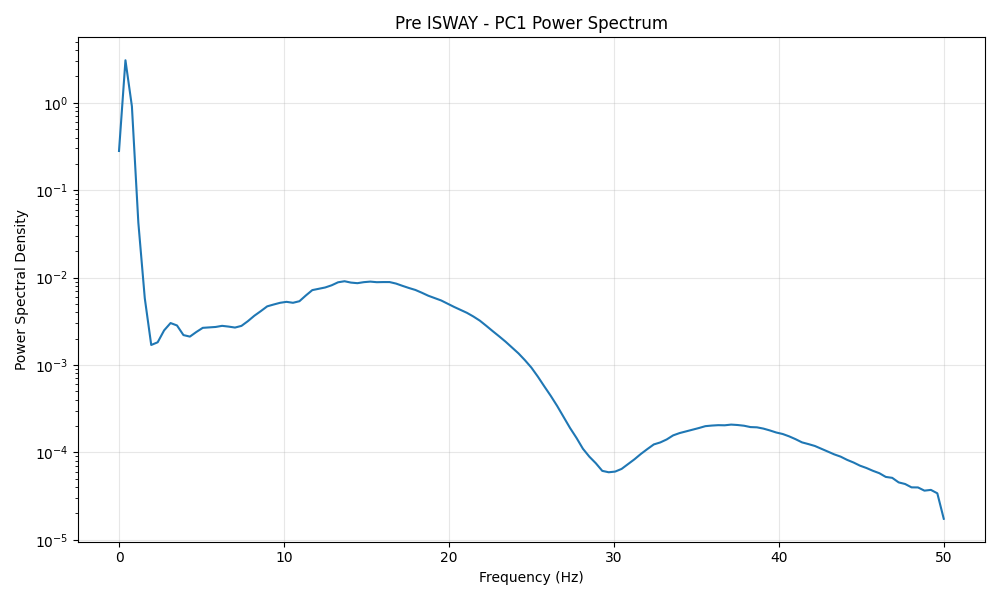 Pre ISWAY - PC1 Power Spectrum
Power Spectral Density
10⁰
10⁻¹
10⁻²
10⁻³
10⁻⁴
10⁻⁵
0 10 20 30 40 50
Frequency (Hz)